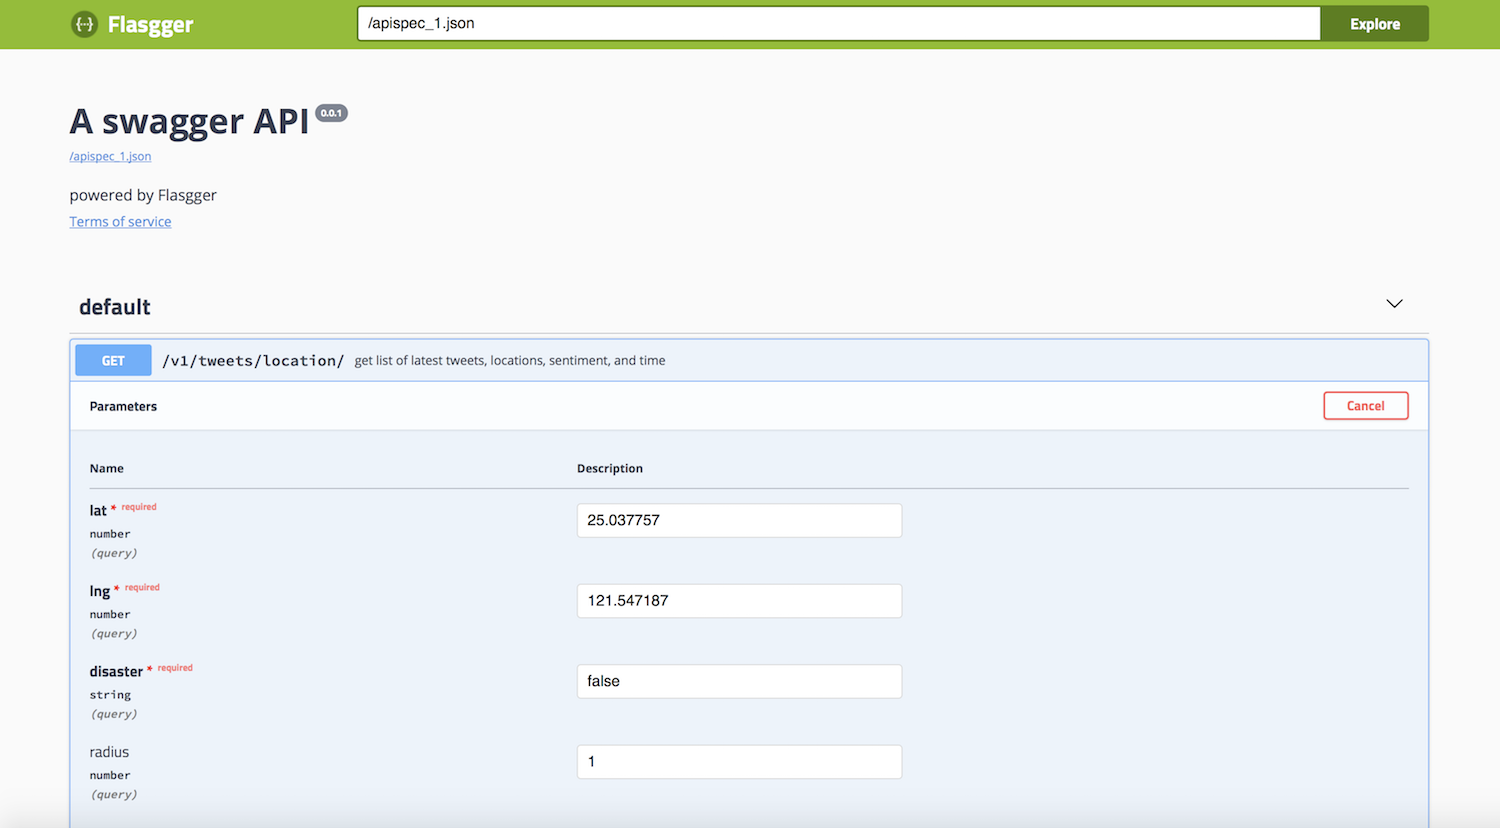 Flasgger
/apispec_1.json
Explore
A swagger API 0.0.1
/apispec_1.json
powered by Flasgger
Terms of service
default
GET /v1/tweets/location/ get list of latest tweets, locations, sentiment, and time
Parameters
Cancel
Name Description
lat * required
number
(query)
25.037757
lng * required
number
(query)
121.547187
disaster * required
string
(query)
false
radius
number
(query)
1